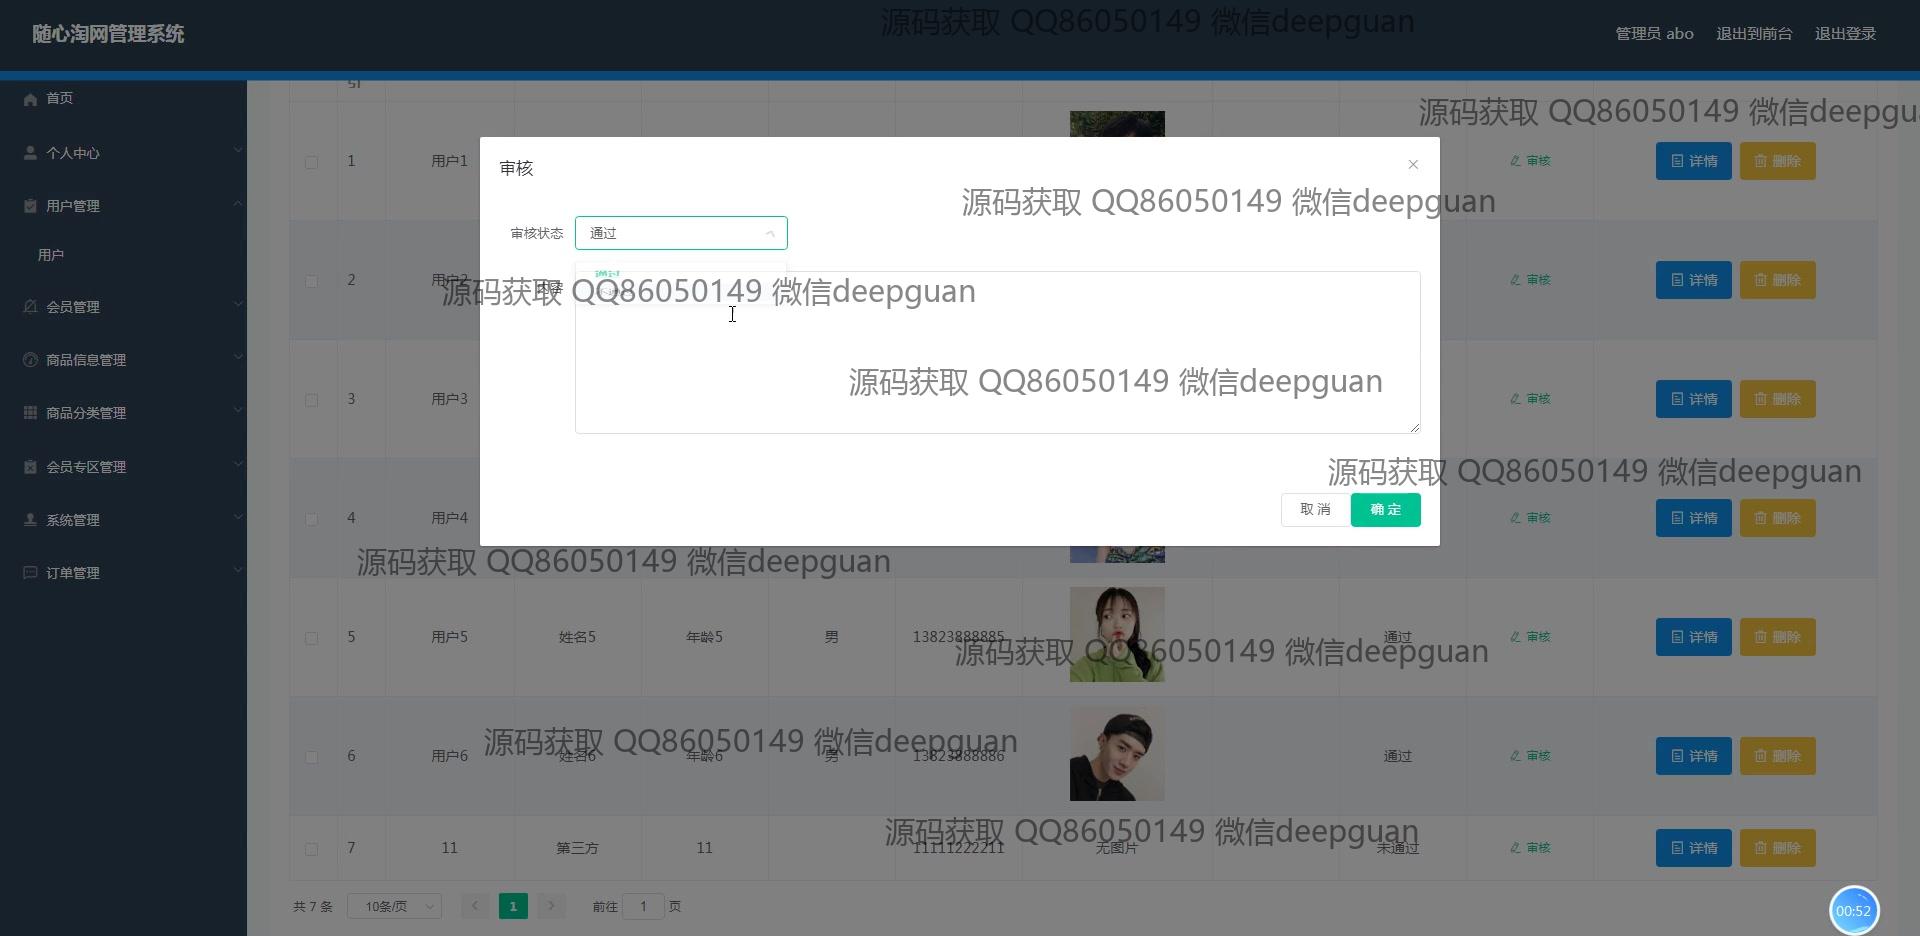 随心淘网管理系统
源码获取 QQ86050149 微信deepguan
管理员 abo 退出到前台 退出登录
首页
个人中心
用户管理
用户
会员管理
商品信息管理
商品分类管理
会员专区管理
系统管理
订单管理
源码获取 QQ86050149 微信deepgu
1 用户1 审核 详情 删除
审核
源码获取 QQ86050149 微信deepguan
审核状态 通过
通过
2 用户2 审核 详情 删除
内容
源码获取 QQ86050149 微信deepguan
源码获取 QQ86050149 微信deepguan
3 用户3 审核 详情 删除
源码获取 QQ86050149 微信deepguan
取消 确定
4 用户4 审核 详情 删除
源码获取 QQ86050149 微信deepguan
5 用户5 姓名5 年龄5 男 13823888885 通过 审核 详情 删除
源码获取 QQ86050149 微信deepguan
源码获取 QQ86050149 微信deepguan
6 用户6 姓名6 年龄6 男 13823888886 通过 审核 详情 删除
源码获取 QQ86050149 微信deepguan
7 11 第三方 11 11111222211 无图片 未通过 审核 详情 删除
共 7 条 10条/页 1 前往 1 页
00:52